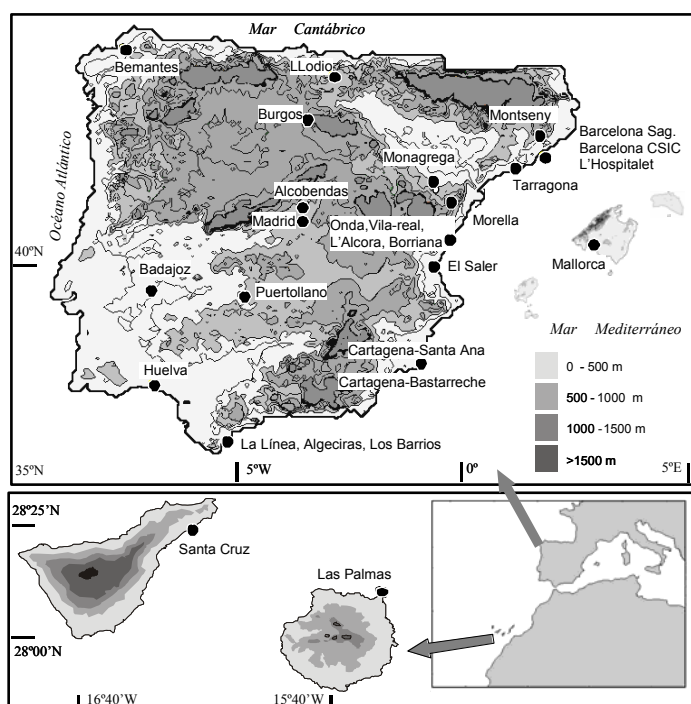 Mar Cantábrico
Bemantes
LLodio
Burgos
Montseny
Barcelona Sag.
Barcelona CSIC
L'Hospitalet
Monagrega
Tarragona
Océano Atlántico
Alcobendas
Madrid
Morella
Onda,Vila-real,
L'Alcora, Borriana
40ºN
El Saler
Mallorca
Badajoz
Puertollano
Mar Mediterráneo
Cartagena-Santa Ana
Cartagena-Bastarreche
Huelva
0 - 500 m
500 - 1000 m
1000 - 1500 m
>1500 m
La Línea, Algeciras, Los Barrios
35ºN
5ºW
0º
5ºE
28º25'N
Santa Cruz
Las Palmas
28º00'N
16º40'W
15º40'W